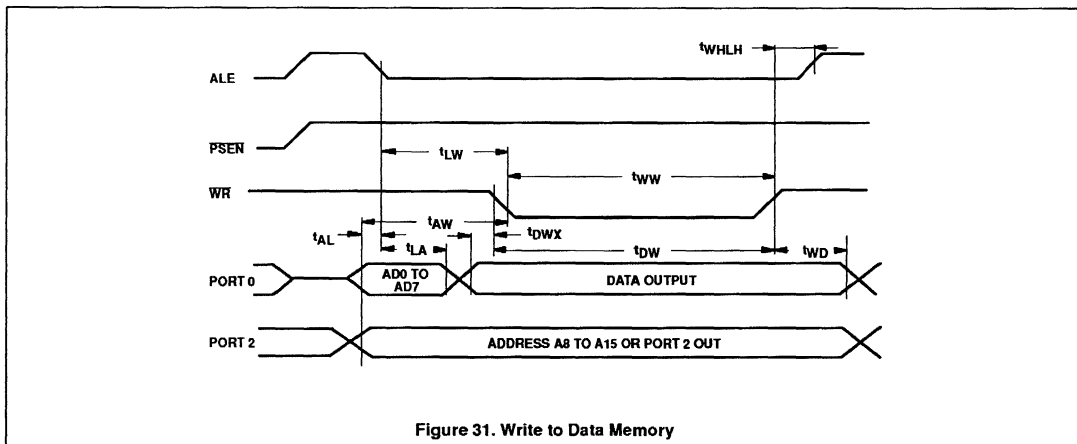 tWHLH
ALE
PSEN
tLW
tWW
WR
tAW
tAL
tDWX
tLA
tDW
tWD
PORT 0
AD0 TO
AD7
DATA OUTPUT
PORT 2
ADDRESS A8 TO A15 OR PORT 2 OUT
Figure 31. Write to Data Memory